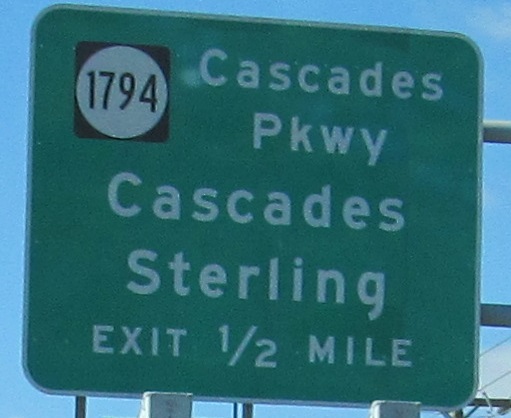 1794 Cascades
Pkwy
Cascades
Sterling
EXIT 1/2 MILE